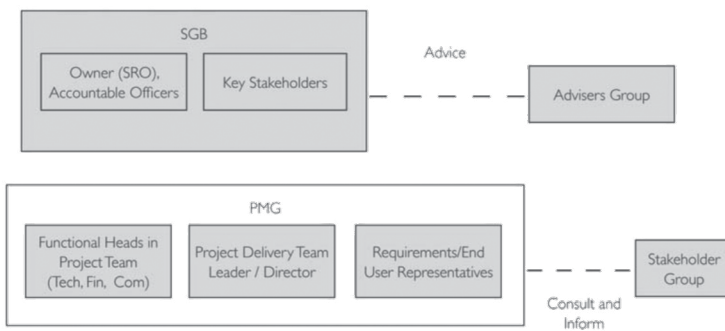 SGB
Owner (SRO),
Accountable Officers
Key Stakeholders
Advice
Advisers Group
PMG
Functional Heads in
Project Team
(Tech, Fin, Com)
Project Delivery Team
Leader / Director
Requirements/End
User Representatives
Stakeholder
Group
Consult and
Inform